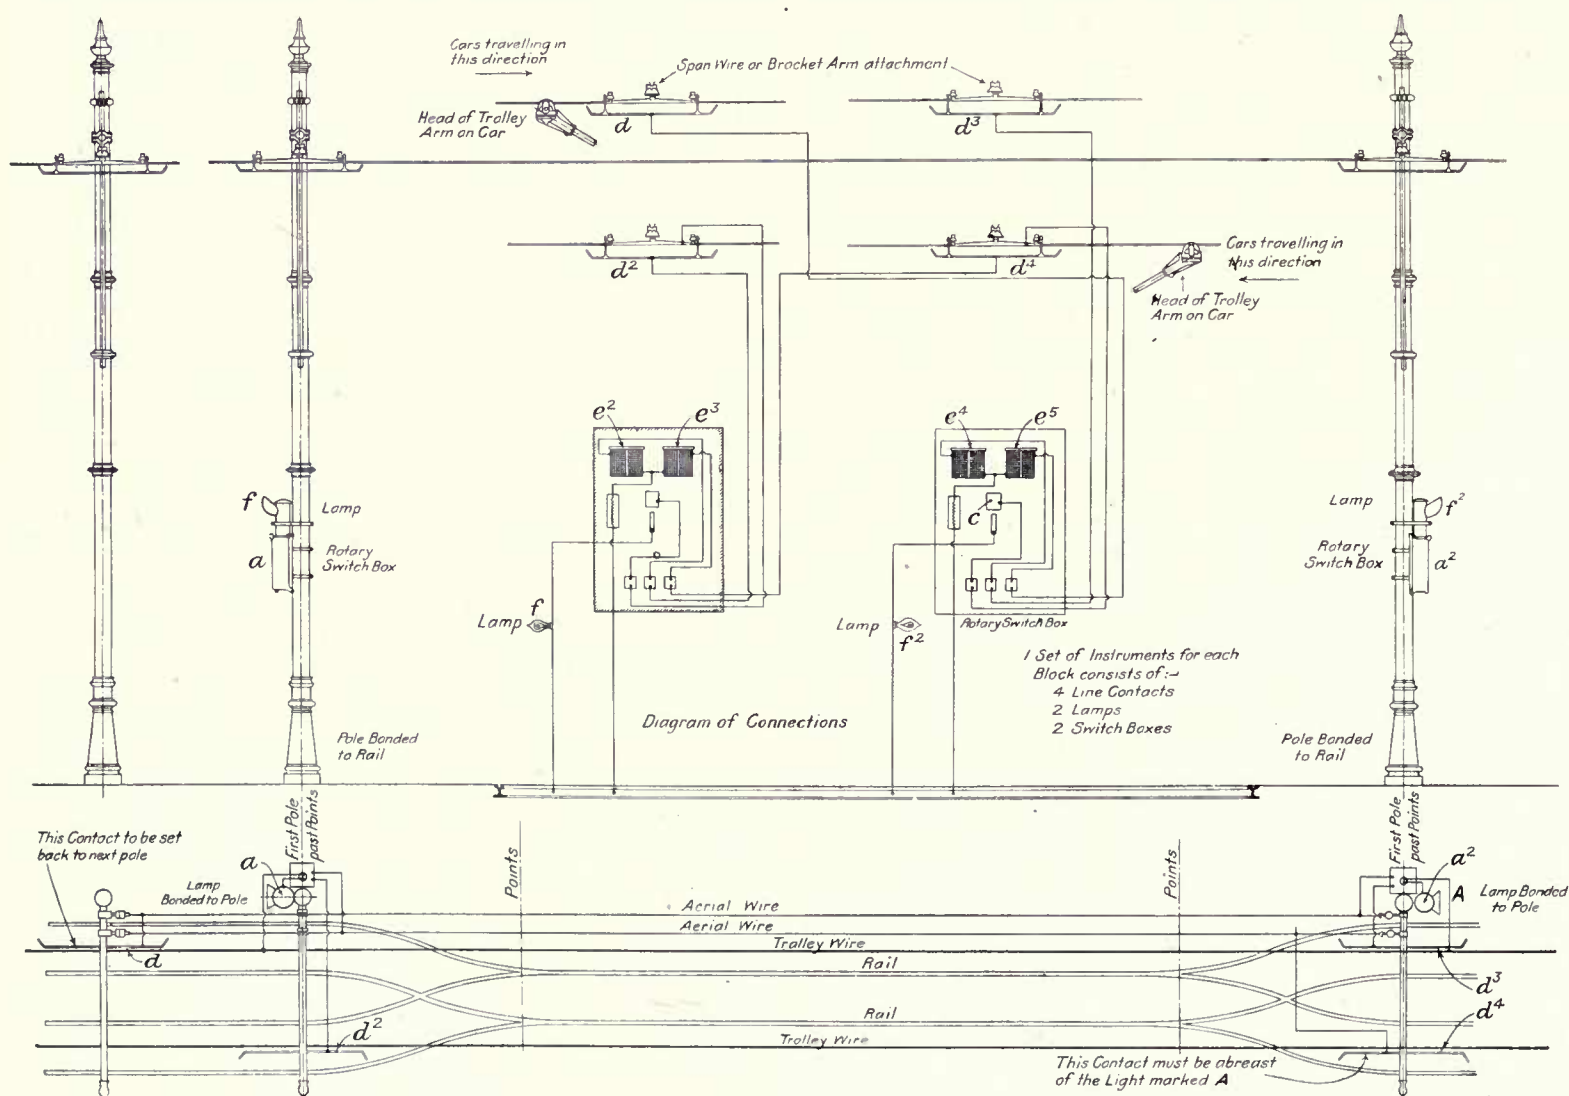 Cars travelling in
this direction
Span Wire or Bracket Arm attachment
Head of Trolley
Arm on Car
d
d³
d²
d⁴
Cars travelling in
this direction
Head of Trolley
Arm on Car
e²
e³
e⁴
e⁵
c
f
Lamp
a
Rotary
Switch Box
Lamp
f²
Rotary
Switch Box
a²
Lamp
f
Lamp
f²
Rotary Switch Box
1 Set of Instruments for each
Block consists of:-
4 Line Contacts
2 Lamps
2 Switch Boxes
Diagram of Connections
Pole Bonded
to Rail
Pole Bonded
to Rail
This Contact to be set
back to next pole
First Pole
past Points
Points
Points
First Pole
past Points
a
Lamp
Bonded to Pole
a²
A
Lamp Bonded
to Pole
Aerial Wire
Aerial Wire
Trolley Wire
Rail
Rail
Trolley Wire
d
d²
d³
d⁴
This Contact must be abreast
of the Light marked A